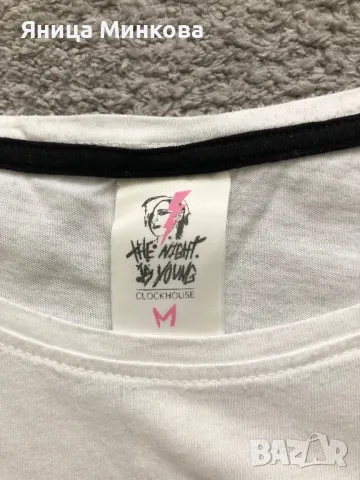 Яница Минкова
THE NIGHT
IS YOUNG
CLOCKHOUSE
M
BAZAR